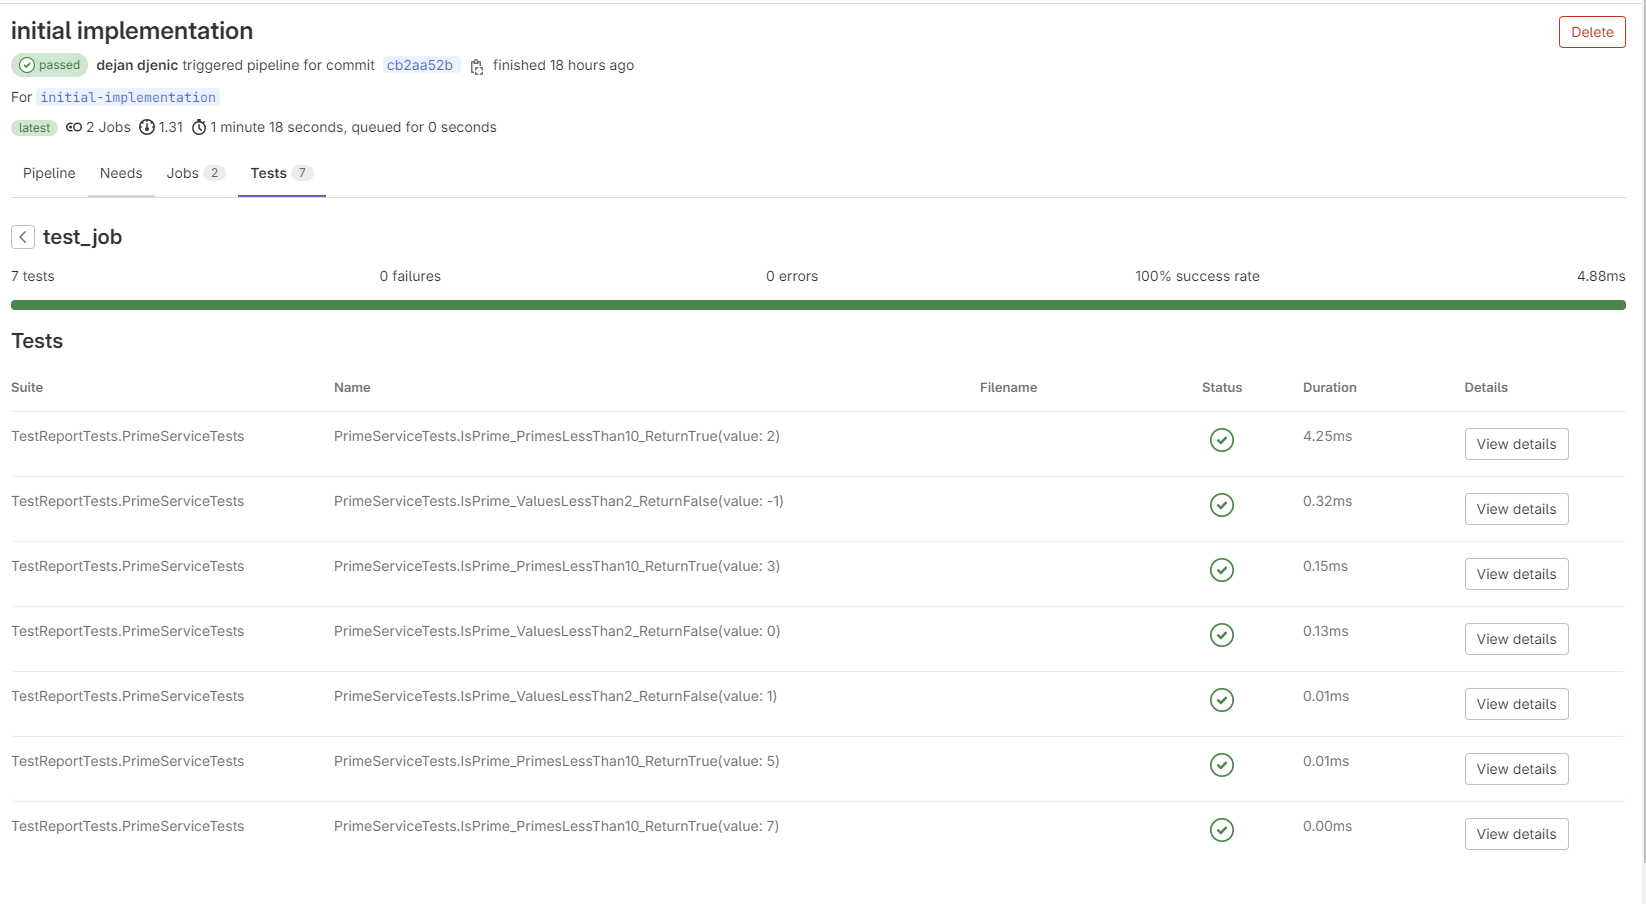 initial implementation
Delete
passed dejan djenic triggered pipeline for commit cb2aa52b finished 18 hours ago
For initial-implementation
latest 2 Jobs 1.31 1 minute 18 seconds, queued for 0 seconds
Pipeline Needs Jobs 2 Tests 7
test_job
7 tests 0 failures 0 errors 100% success rate 4.88ms
Tests
Suite Name Filename Status Duration Details
TestReportTests.PrimeServiceTests PrimeServiceTests.IsPrime_PrimesLessThan10_ReturnTrue(value: 2) 4.25ms View details
TestReportTests.PrimeServiceTests PrimeServiceTests.IsPrime_ValuesLessThan2_ReturnFalse(value: -1) 0.32ms View details
TestReportTests.PrimeServiceTests PrimeServiceTests.IsPrime_PrimesLessThan10_ReturnTrue(value: 3) 0.15ms View details
TestReportTests.PrimeServiceTests PrimeServiceTests.IsPrime_ValuesLessThan2_ReturnFalse(value: 0) 0.13ms View details
TestReportTests.PrimeServiceTests PrimeServiceTests.IsPrime_ValuesLessThan2_ReturnFalse(value: 1) 0.01ms View details
TestReportTests.PrimeServiceTests PrimeServiceTests.IsPrime_PrimesLessThan10_ReturnTrue(value: 5) 0.01ms View details
TestReportTests.PrimeServiceTests PrimeServiceTests.IsPrime_PrimesLessThan10_ReturnTrue(value: 7) 0.00ms View details